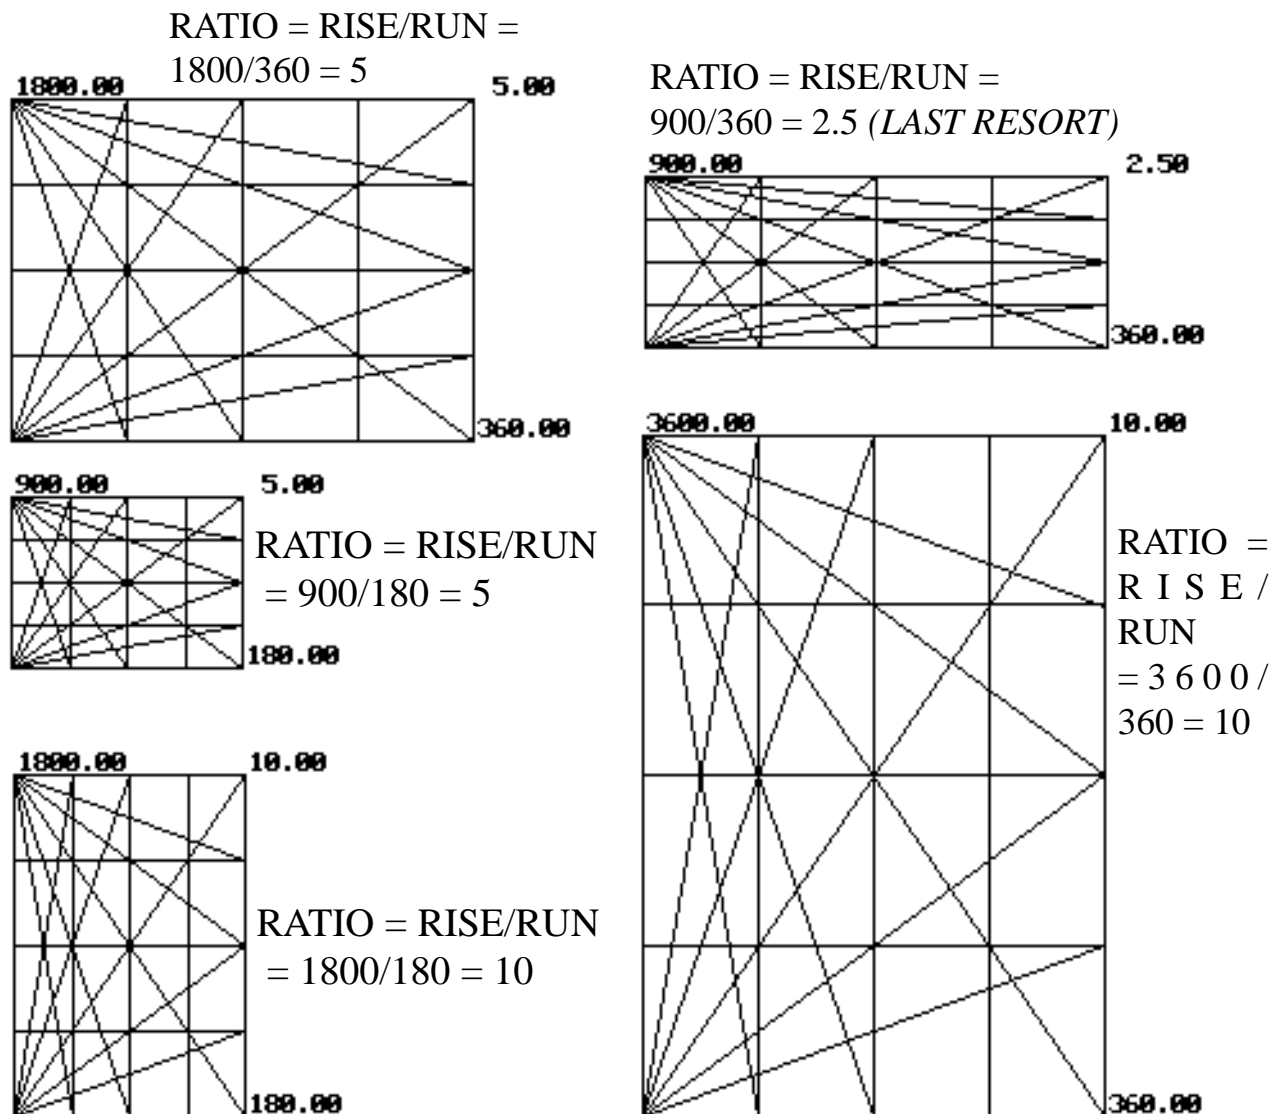 RATIO = RISE/RUN =
1800/360 = 5
1800.00 5.00
360.00
RATIO = RISE/RUN =
900/360 = 2.5 (LAST RESORT)
900.00 2.50
360.00
900.00 5.00
RATIO = RISE/RUN
= 900/180 = 5
180.00
3600.00 10.00
RATIO =
R I S E /
RUN
= 3 6 0 0 /
360 = 10
360.00
1800.00 10.00
RATIO = RISE/RUN
= 1800/180 = 10
180.00